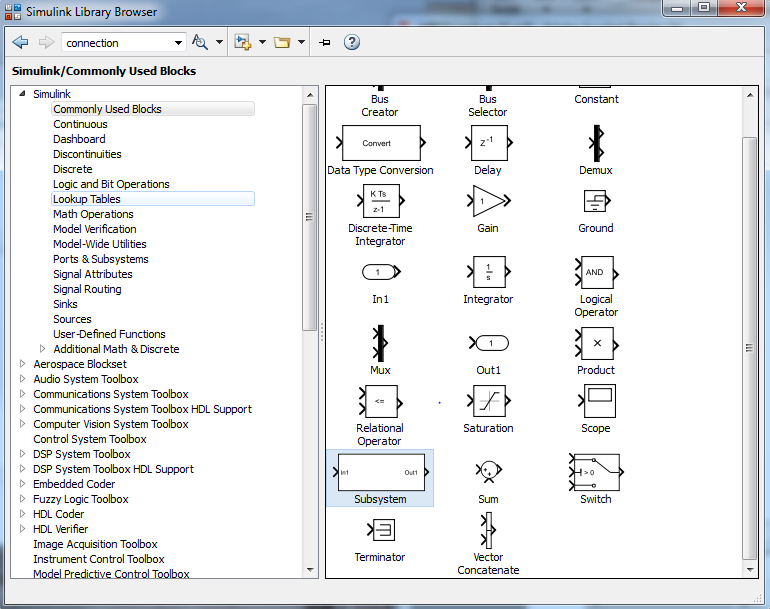 Simulink Library Browser
connection
Simulink/Commonly Used Blocks
Simulink
Commonly Used Blocks
Continuous
Dashboard
Discontinuities
Discrete
Logic and Bit Operations
Lookup Tables
Math Operations
Model Verification
Model-Wide Utilities
Ports & Subsystems
Signal Attributes
Signal Routing
Sinks
Sources
User-Defined Functions
Additional Math & Discrete
Aerospace Blockset
Audio System Toolbox
Communications System Toolbox
Communications System Toolbox HDL Support
Computer Vision System Toolbox
Control System Toolbox
DSP System Toolbox
DSP System Toolbox HDL Support
Embedded Coder
Fuzzy Logic Toolbox
HDL Coder
HDL Verifier
Image Acquisition Toolbox
Instrument Control Toolbox
Model Predictive Control Toolbox
Bus
Creator
Bus
Selector
Constant
Convert
Data Type Conversion
z-1
Delay
Demux
K Ts
z-1
Discrete-Time
Integrator
1
Gain
Ground
1
In1
1
s
Integrator
AND
Logical
Operator
Mux
1
Out1
×
Product
<=
Relational
Operator
Saturation
Scope
In1 Out1
Subsystem
+
+
Sum
> 0
Switch
Terminator
Vector
Concatenate